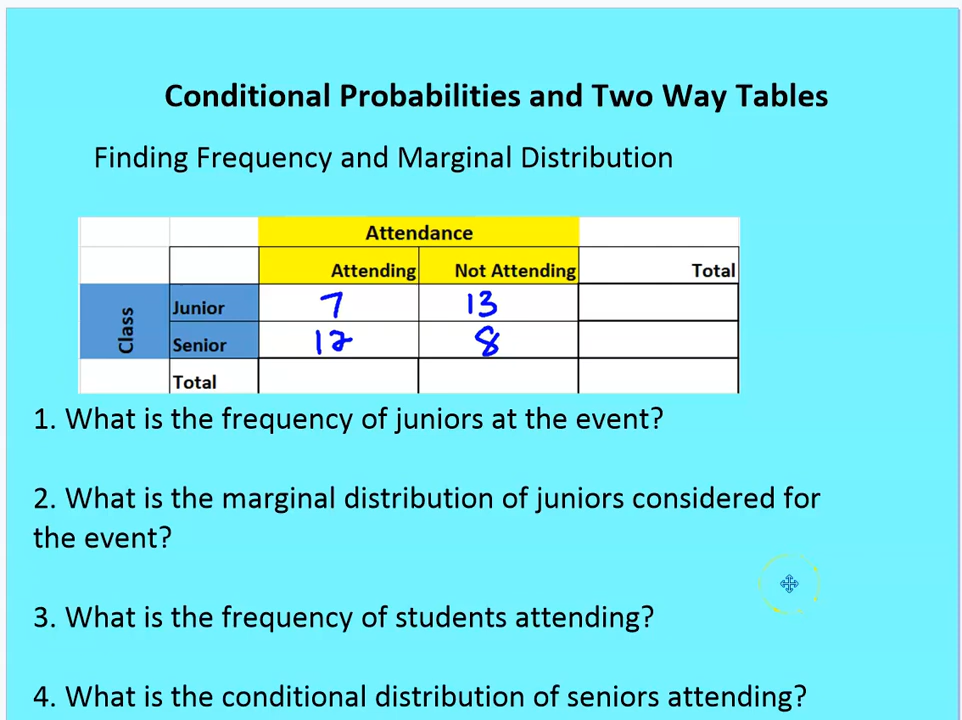 Conditional Probabilities and Two Way Tables
Finding Frequency and Marginal Distribution
Attendance
Attending Not Attending Total
Class
Junior 7 13
Senior 12 8
Total
1. What is the frequency of juniors at the event?
2. What is the marginal distribution of juniors considered for
the event?
3. What is the frequency of students attending?
4. What is the conditional distribution of seniors attending?